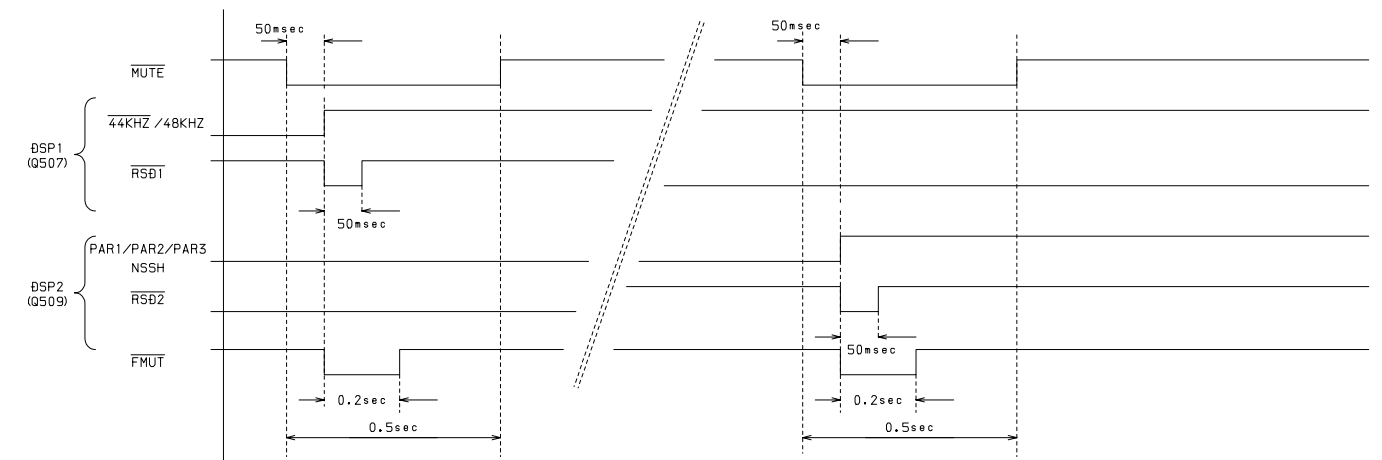 50msec
50msec
MUTE
44KHZ /48KHZ
DSP1
(Q507)
RSD1
50msec
PAR1/PAR2/PAR3
NSSH
DSP2
(Q509)
RSD2
50msec
FMUT
0.2sec
0.2sec
0.5sec
0.5sec